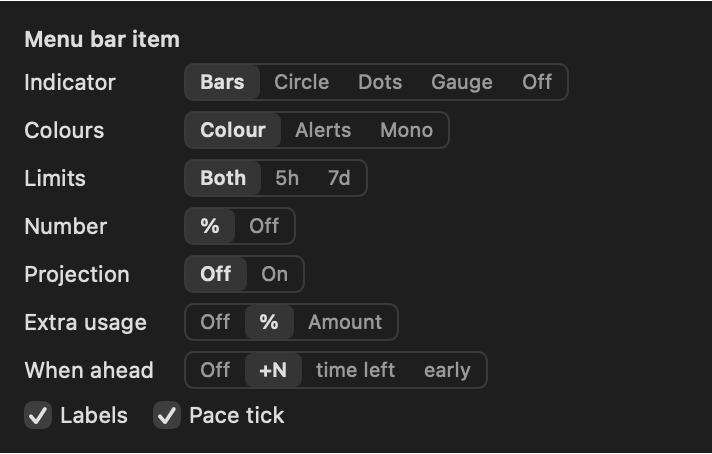 Menu bar item
Indicator Bars Circle Dots Gauge Off
Colours Colour Alerts Mono
Limits Both 5h 7d
Number % Off
Projection Off On
Extra usage Off % Amount
When ahead Off +N time left early
Labels Pace tick